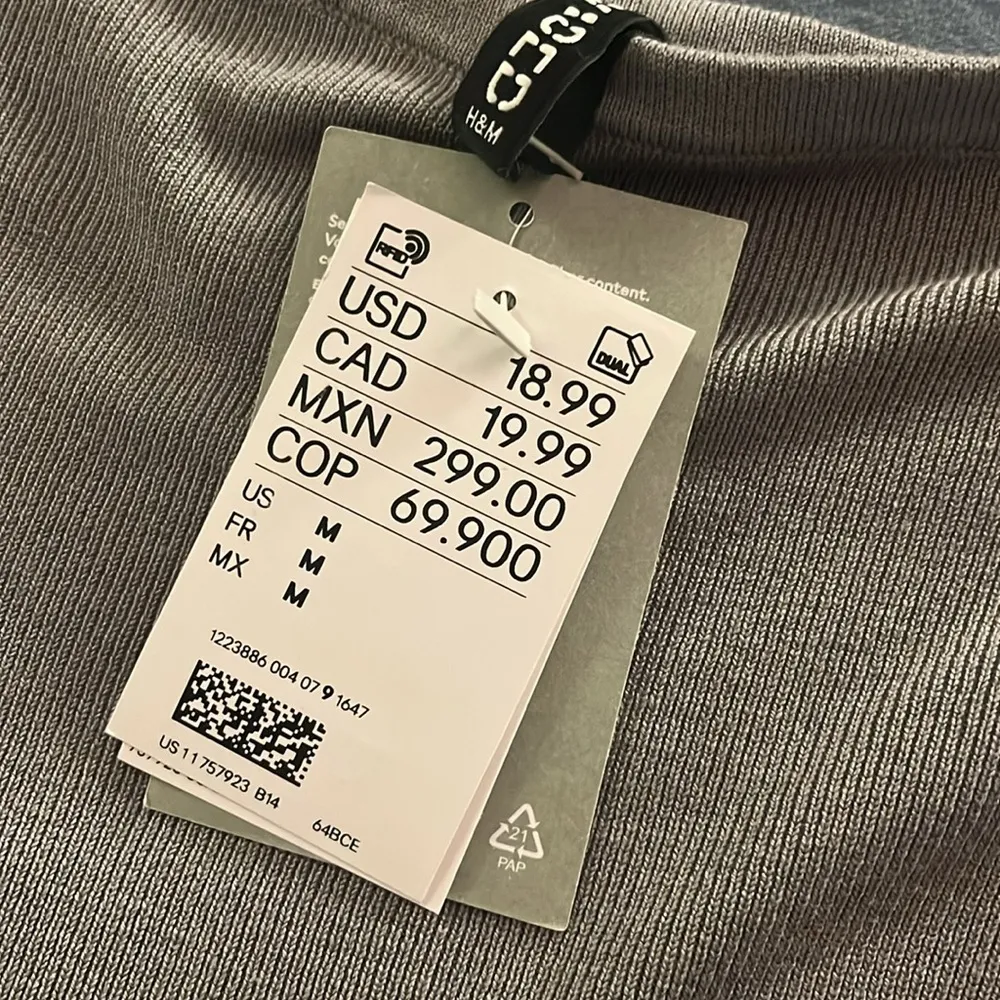 H&M
content.
RFID
DUAL
USD 18.99
CAD 19.99
MXN 299.00
COP 69.900
US M
FR M
MX M
1223886 004 07 9 1647
US 11 757923 B14
64BCE
21
PAP